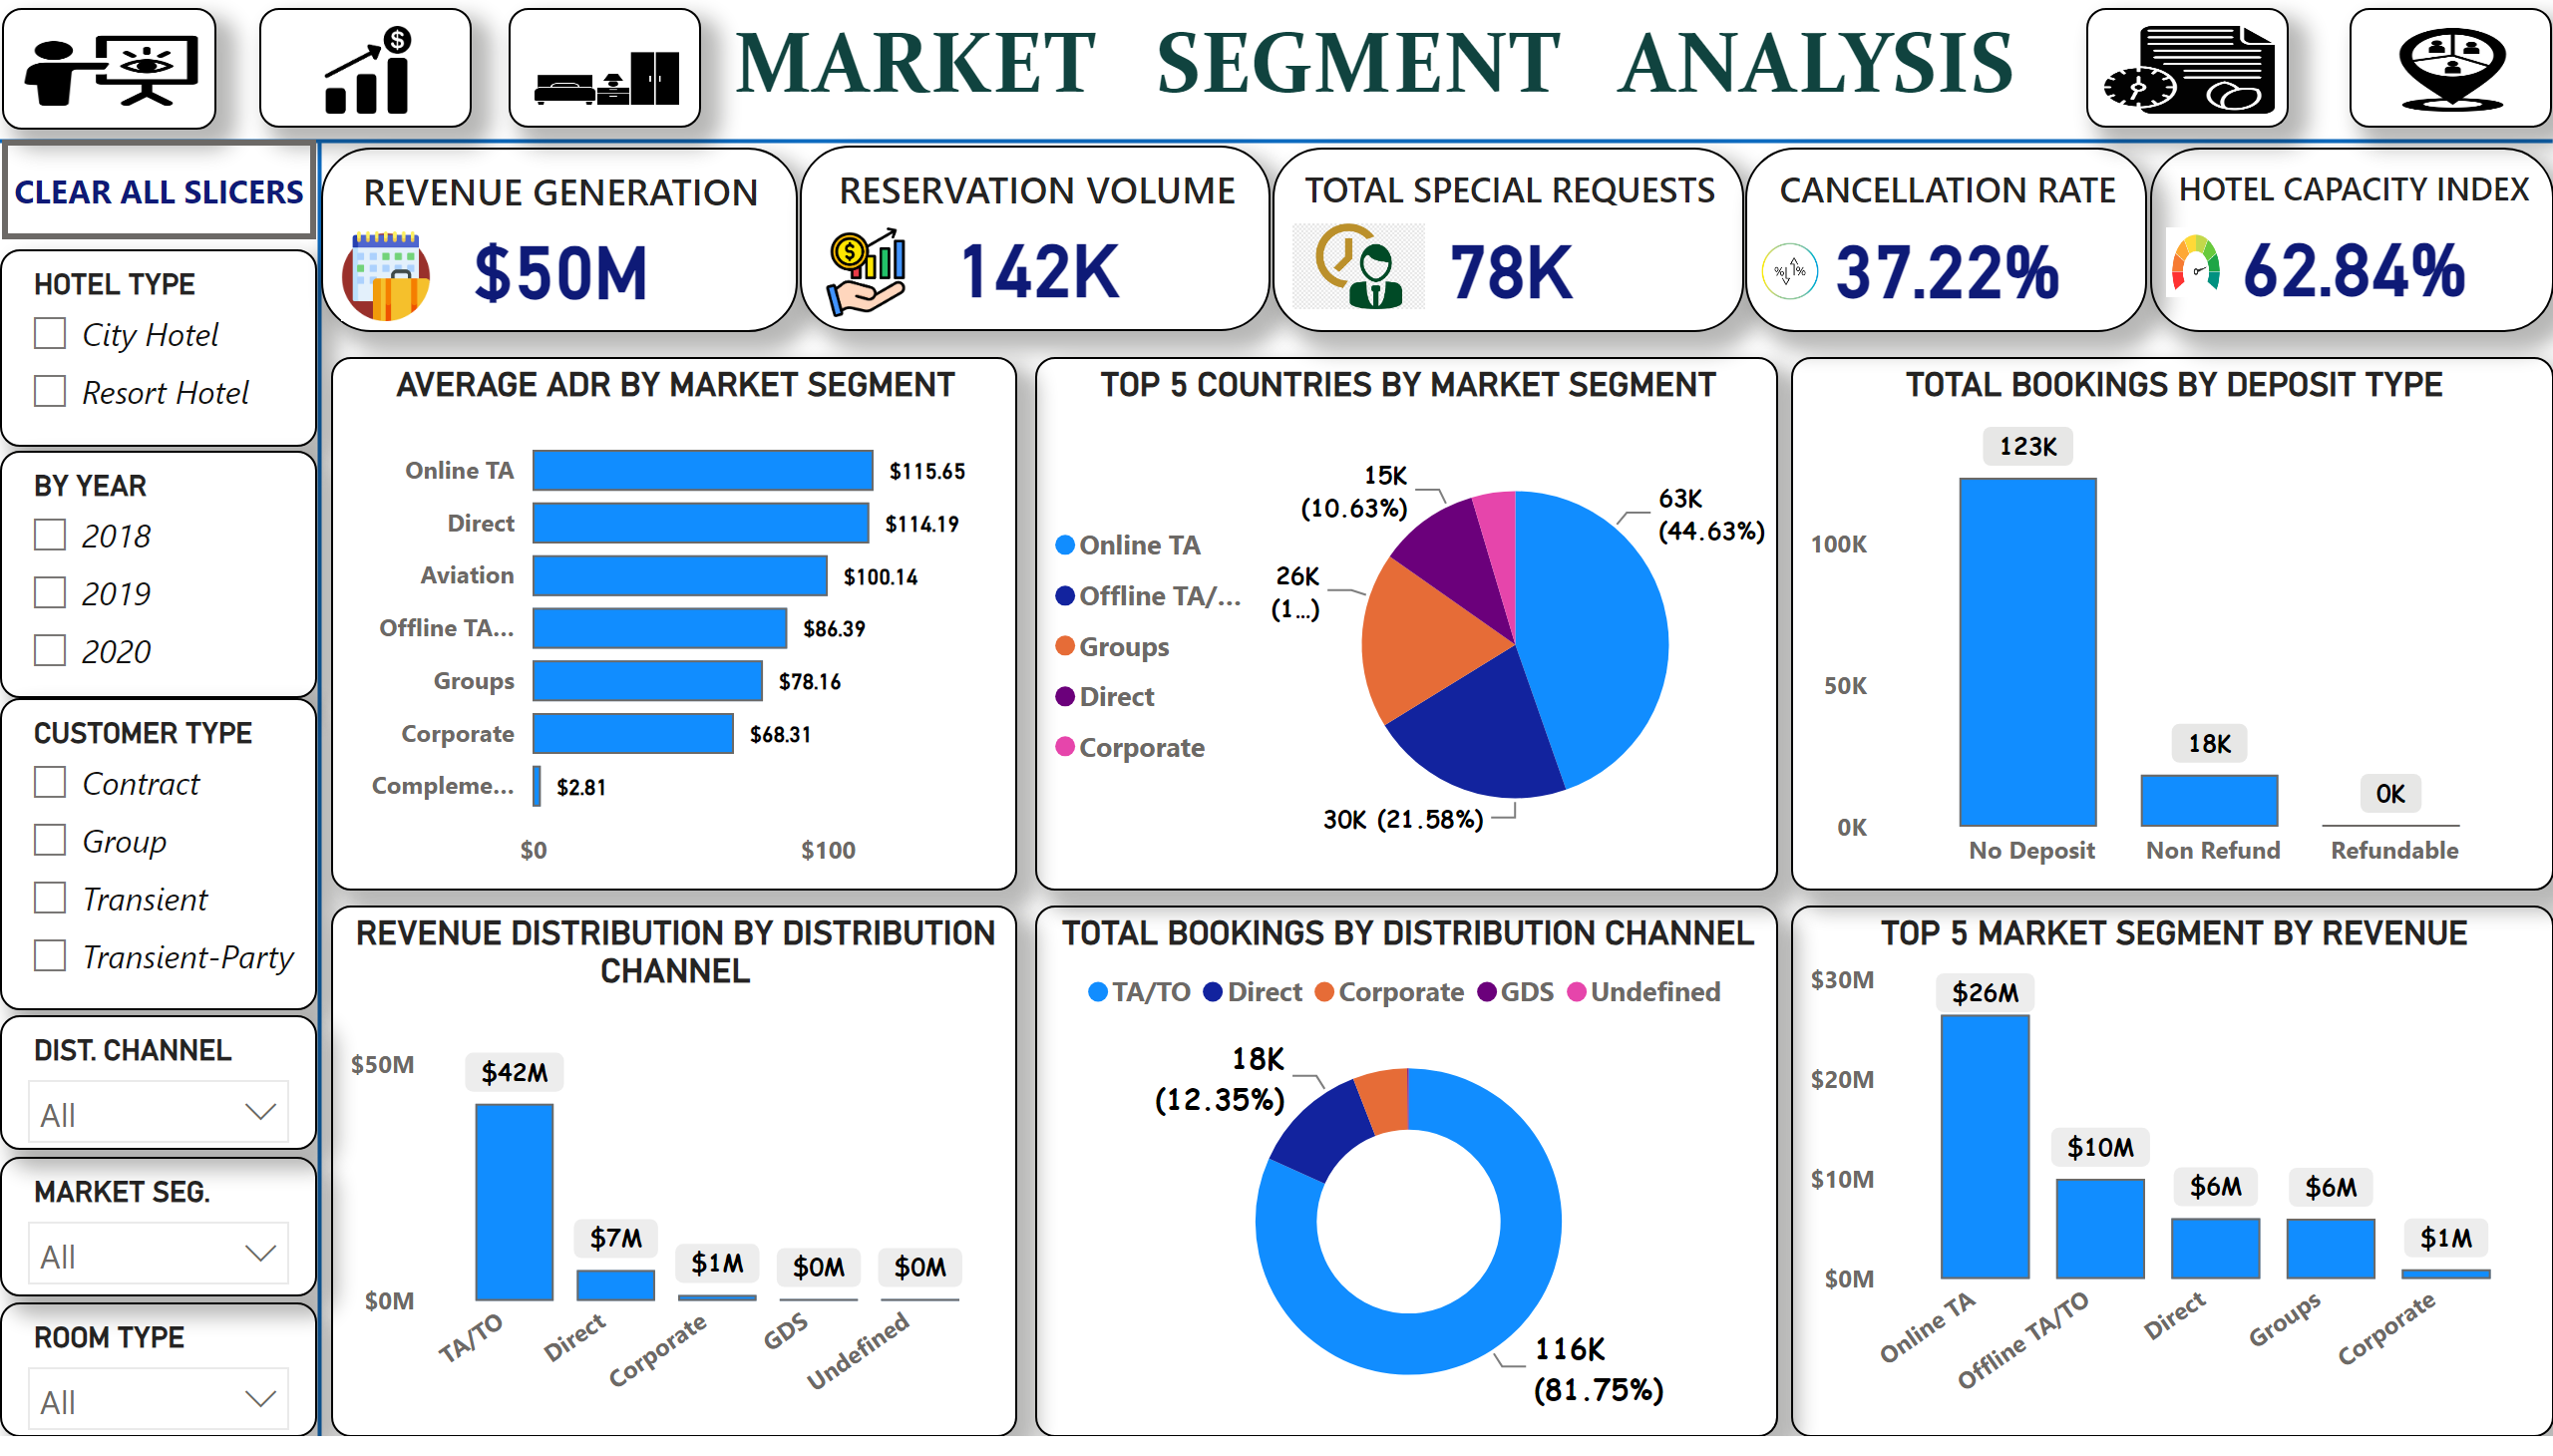 MARKET SEGMENT ANALYSIS
CLEAR ALL SLICERS
HOTEL TYPE
City Hotel
Resort Hotel
BY YEAR
2018
2019
2020
CUSTOMER TYPE
Contract
Group
Transient
Transient-Party
DIST. CHANNEL
All
MARKET SEG.
All
ROOM TYPE
All
REVENUE GENERATION
$50M
RESERVATION VOLUME
142K
TOTAL SPECIAL REQUESTS
78K
CANCELLATION RATE
37.22%
HOTEL CAPACITY INDEX
62.84%
AVERAGE ADR BY MARKET SEGMENT
Online TA $115.65
Direct $114.19
Aviation $100.14
Offline TA... $86.39
Groups $78.16
Corporate $68.31
Compleme... $2.81
$0 $100
TOP 5 COUNTRIES BY MARKET SEGMENT
Online TA
Offline TA/...
Groups
Direct
Corporate
15K
(10.63%)
63K
(44.63%)
26K
(1...)
30K (21.58%)
TOTAL BOOKINGS BY DEPOSIT TYPE
123K
100K
50K
18K
0K
0K
No Deposit Non Refund Refundable
REVENUE DISTRIBUTION BY DISTRIBUTION
CHANNEL
$50M
$42M
$7M
$1M
$0M
$0M
$0M
TA/TO
Direct
Corporate
GDS
Undefined
TOTAL BOOKINGS BY DISTRIBUTION CHANNEL
TA/TO Direct Corporate GDS Undefined
18K
(12.35%)
116K
(81.75%)
TOP 5 MARKET SEGMENT BY REVENUE
$30M
$20M
$10M
$0M
$26M
$10M
$6M
$6M
$1M
Online TA
Offline TA/TO
Direct
Groups
Corporate